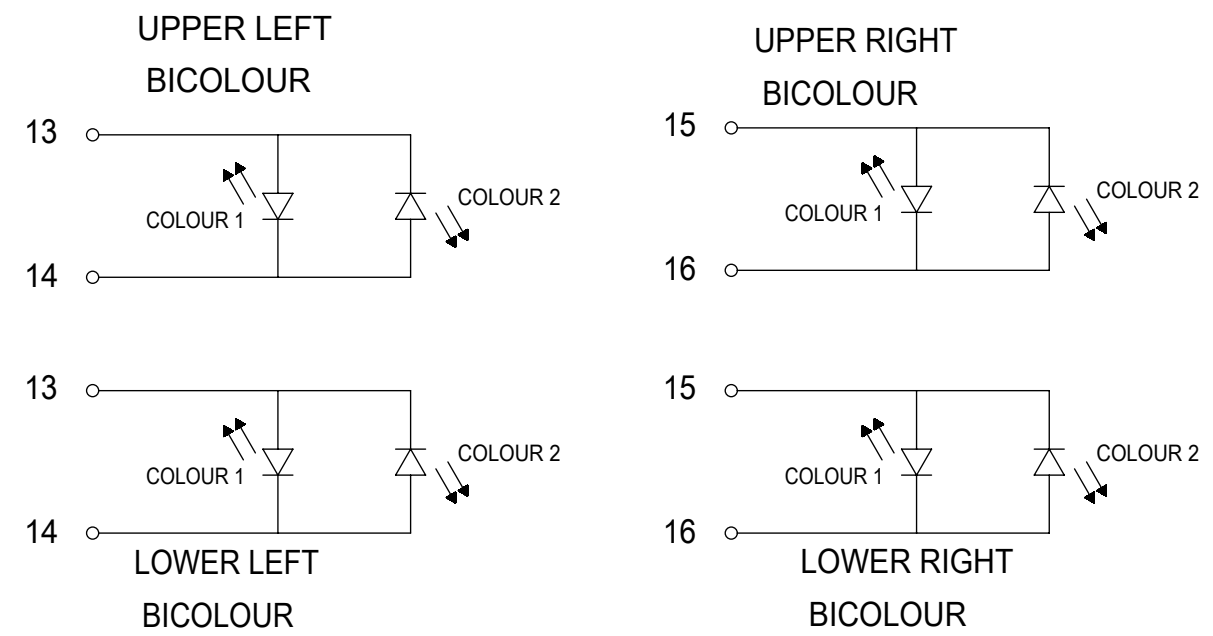 UPPER LEFT
BICOLOUR
13
COLOUR 1
COLOUR 2
14
UPPER RIGHT
BICOLOUR
15
COLOUR 1
COLOUR 2
16
13
COLOUR 1
COLOUR 2
14
LOWER LEFT
BICOLOUR
15
COLOUR 1
COLOUR 2
16
LOWER RIGHT
BICOLOUR